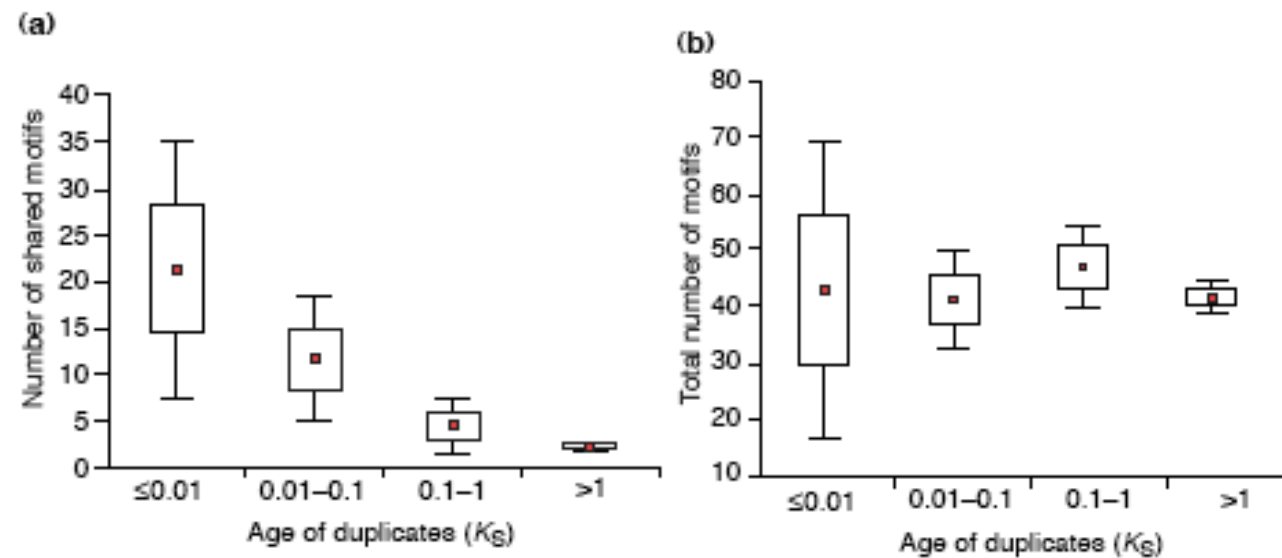 (a)
Number of shared motifs
40
35
30
25
20
15
10
5
0
≤0.01 0.01–0.1 0.1–1 >1
Age of duplicates (KS)
(b)
Total number of motifs
80
70
60
50
40
30
20
10
≤0.01 0.01–0.1 0.1–1 >1
Age of duplicates (KS)